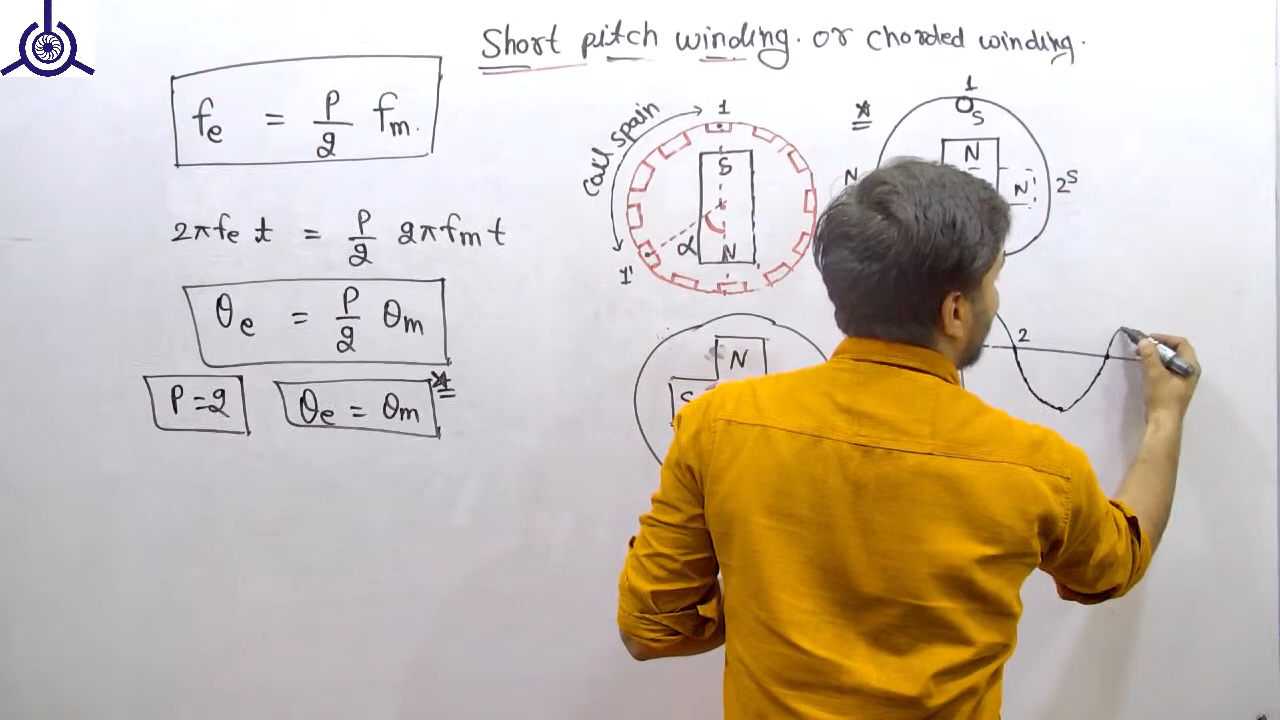 Short pitch winding. or chorded winding.
fe = P/2 fm.
2πfe t = P/2 2πfm t
θe = P/2 θm
P=2
θe = θm
Call spain
1
S
N
α
1'
1
S
N
N
N
2S
N
S
2